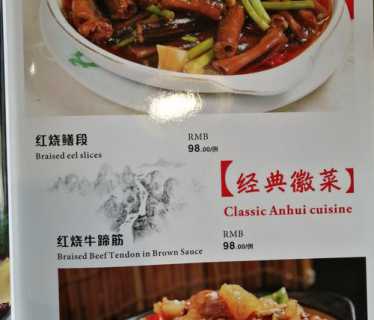 红烧鳝段
Braised eel slices
RMB
98.00/例
【经典徽菜】
Classic Anhui cuisine
红烧牛蹄筋
Braised Beef Tendon in Brown Sauce
RMB
98.00/例